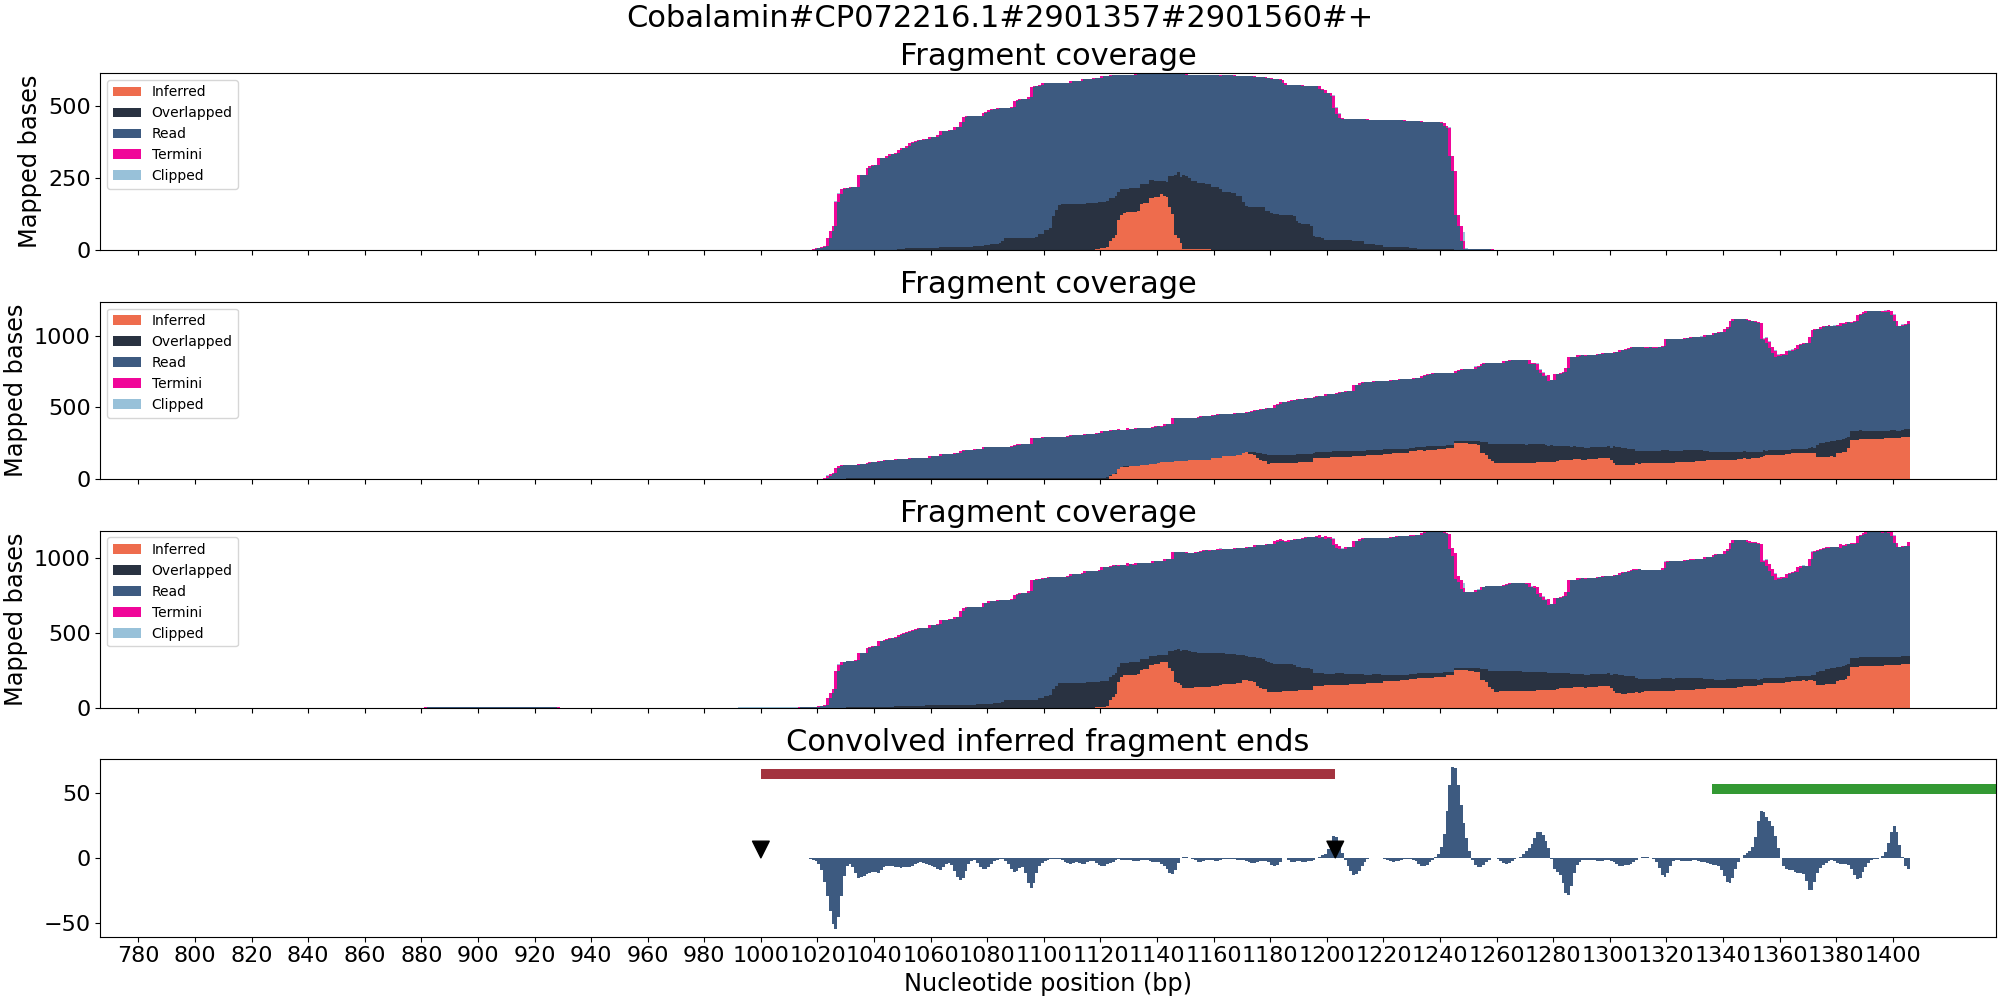 Cobalamin#CP072216.1#2901357#2901560#+
Fragment coverage
Mapped bases
500
250
0
Inferred
Overlapped
Read
Termini
Clipped
Fragment coverage
Mapped bases
1000
500
0
Inferred
Overlapped
Read
Termini
Clipped
Fragment coverage
Mapped bases
1000
500
0
Inferred
Overlapped
Read
Termini
Clipped
Convolved inferred fragment ends
50
0
−50
780 800 820 840 860 880 900 920 940 960 980 1000 1020 1040 1060 1080 1100 1120 1140 1160 1180 1200 1220 1240 1260 1280 1300 1320 1340 1360 1380 1400
Nucleotide position (bp)